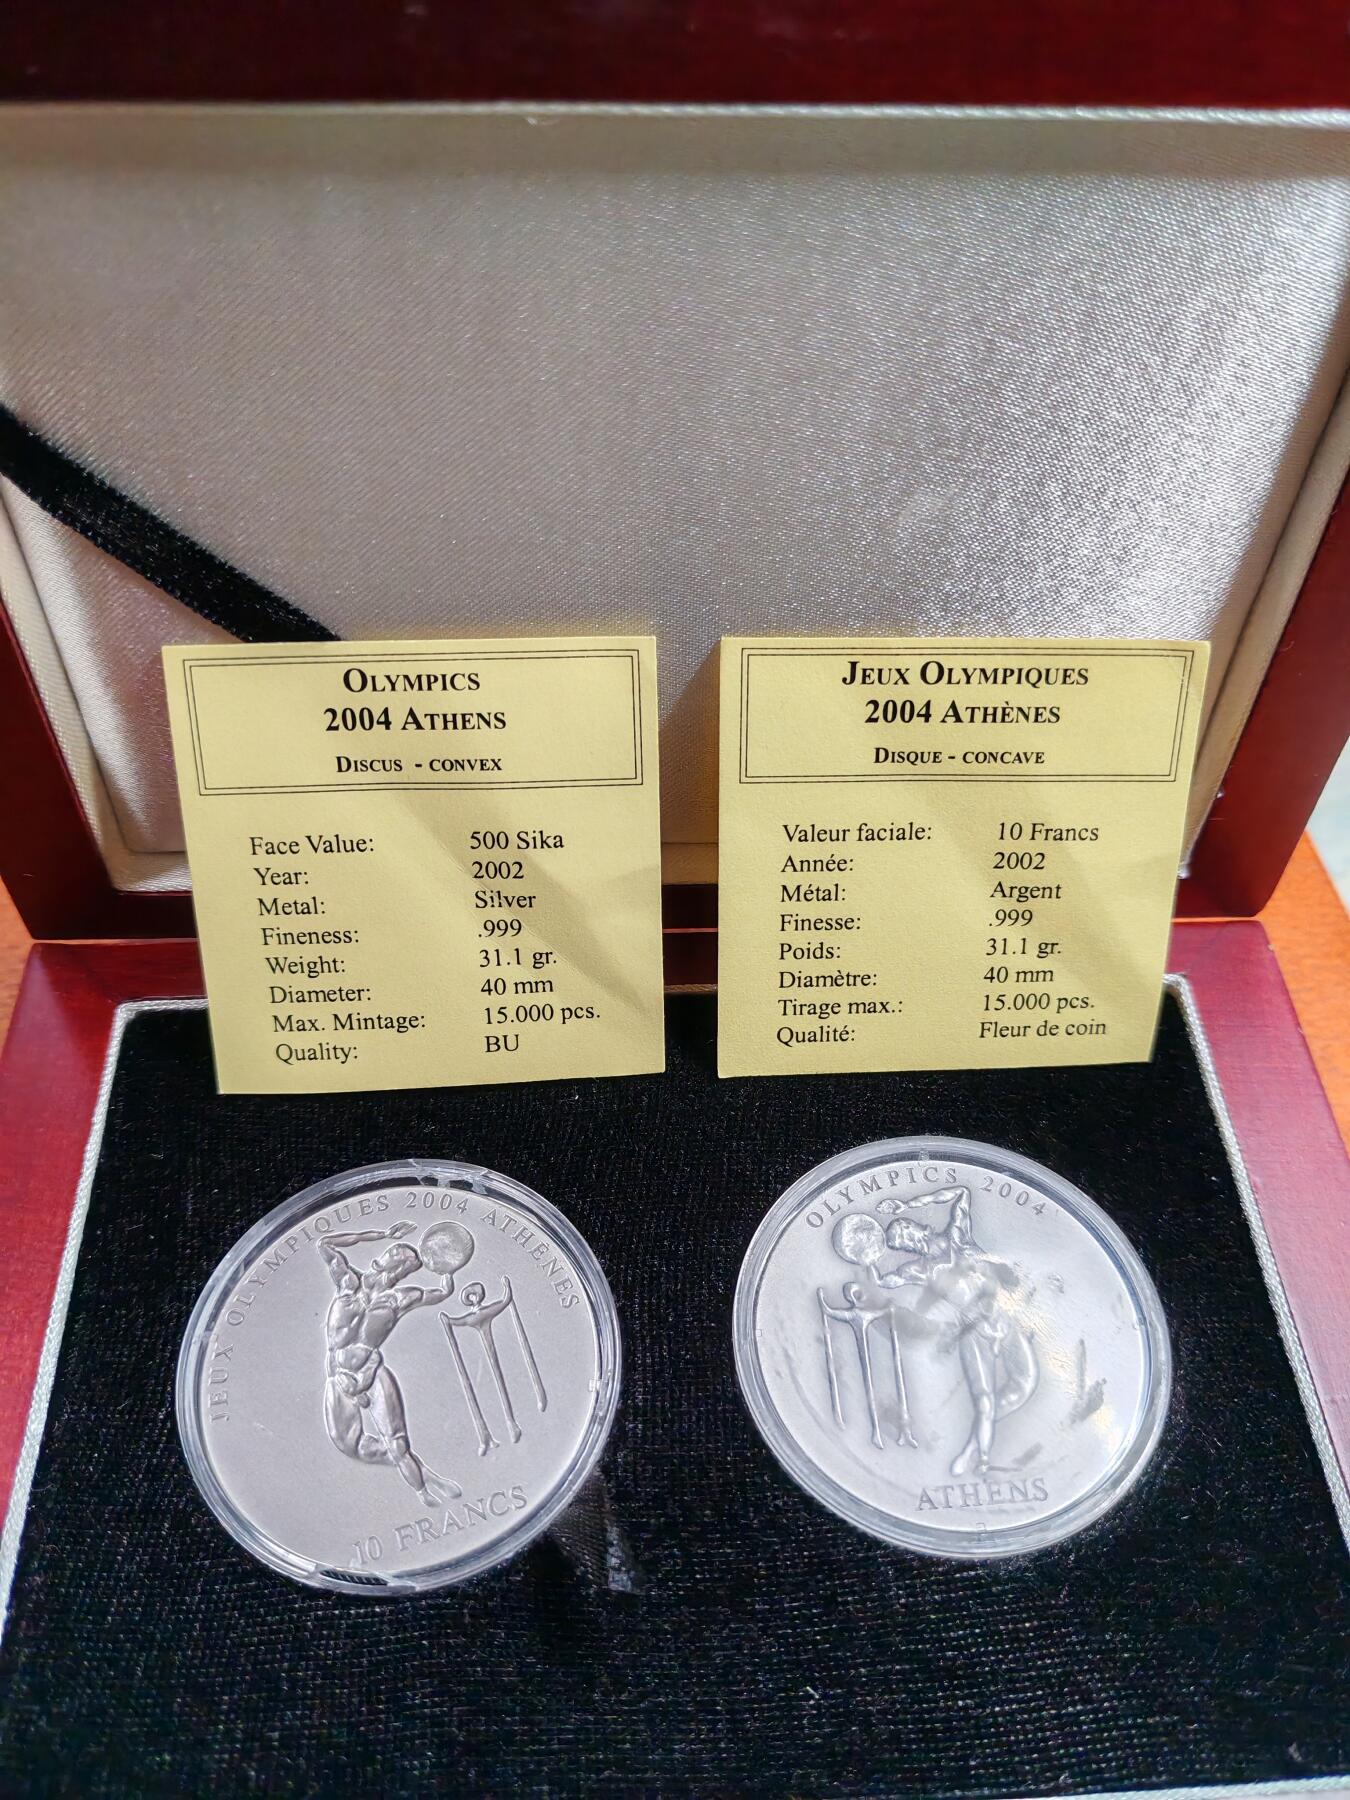 OLYMPICS
2004 ATHENS
DISCUS - CONVEX
Face Value: 500 Sika
Year: 2002
Metal: Silver
Fineness: .999
Weight: 31.1 gr.
Diameter: 40 mm
Max. Mintage: 15.000 pcs.
Quality: BU
JEUX OLYMPIQUES
2004 ATHÈNES
DISQUE - CONCAVE
Valeur faciale: 10 Francs
Année: 2002
Métal: Argent
Finesse: .999
Poids: 31.1 gr.
Diamètre: 40 mm
Tirage max.: 15.000 pcs.
Qualité: Fleur de coin
JEUX OLYMPIQUES 2004 ATHÈNES
10 FRANCS
OLYMPICS 2004
ATHENS